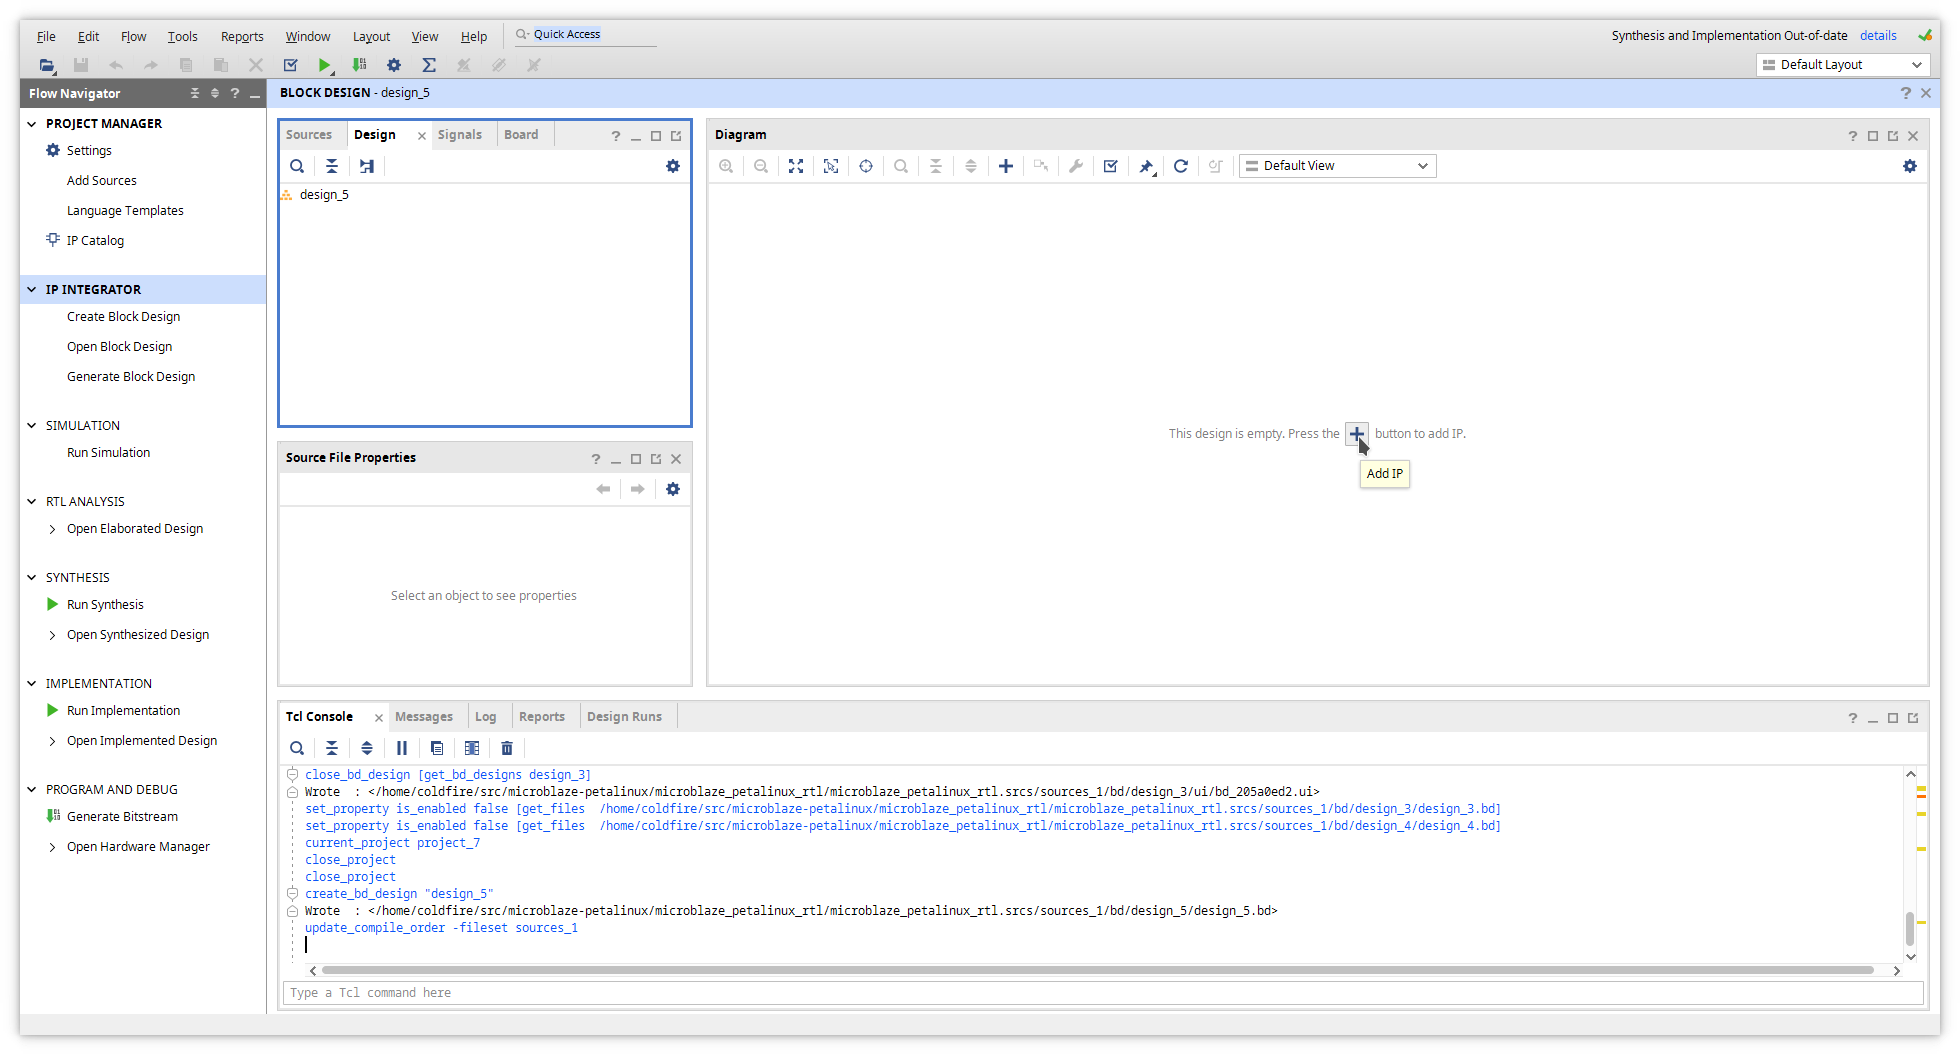 File Edit Flow Tools Reports Window Layout View Help Quick Access
Synthesis and Implementation Out-of-date details
Default Layout
Flow Navigator
PROJECT MANAGER
Settings
Add Sources
Language Templates
IP Catalog
IP INTEGRATOR
Create Block Design
Open Block Design
Generate Block Design
SIMULATION
Run Simulation
RTL ANALYSIS
Open Elaborated Design
SYNTHESIS
Run Synthesis
Open Synthesized Design
IMPLEMENTATION
Run Implementation
Open Implemented Design
PROGRAM AND DEBUG
Generate Bitstream
Open Hardware Manager
BLOCK DESIGN - design_5
Sources Design Signals Board
design_5
Source File Properties
Select an object to see properties
Diagram
Default View
This design is empty. Press the + button to add IP.
Add IP
Tcl Console Messages Log Reports Design Runs
close_bd_design [get_bd_designs design_3]
Wrote  : </home/coldfire/src/microblaze-petalinux/microblaze_petalinux_rtl/microblaze_petalinux_rtl.srcs/sources_1/bd/design_3/ui/bd_205a0ed2.ui>
set_property is_enabled false [get_files  /home/coldfire/src/microblaze-petalinux/microblaze_petalinux_rtl/microblaze_petalinux_rtl.srcs/sources_1/bd/design_3/design_3.bd]
set_property is_enabled false [get_files  /home/coldfire/src/microblaze-petalinux/microblaze_petalinux_rtl/microblaze_petalinux_rtl.srcs/sources_1/bd/design_4/design_4.bd]
current_project project_7
close_project
close_project
create_bd_design "design_5"
Wrote  : </home/coldfire/src/microblaze-petalinux/microblaze_petalinux_rtl/microblaze_petalinux_rtl.srcs/sources_1/bd/design_5/design_5.bd>
update_compile_order -fileset sources_1
Type a Tcl command here